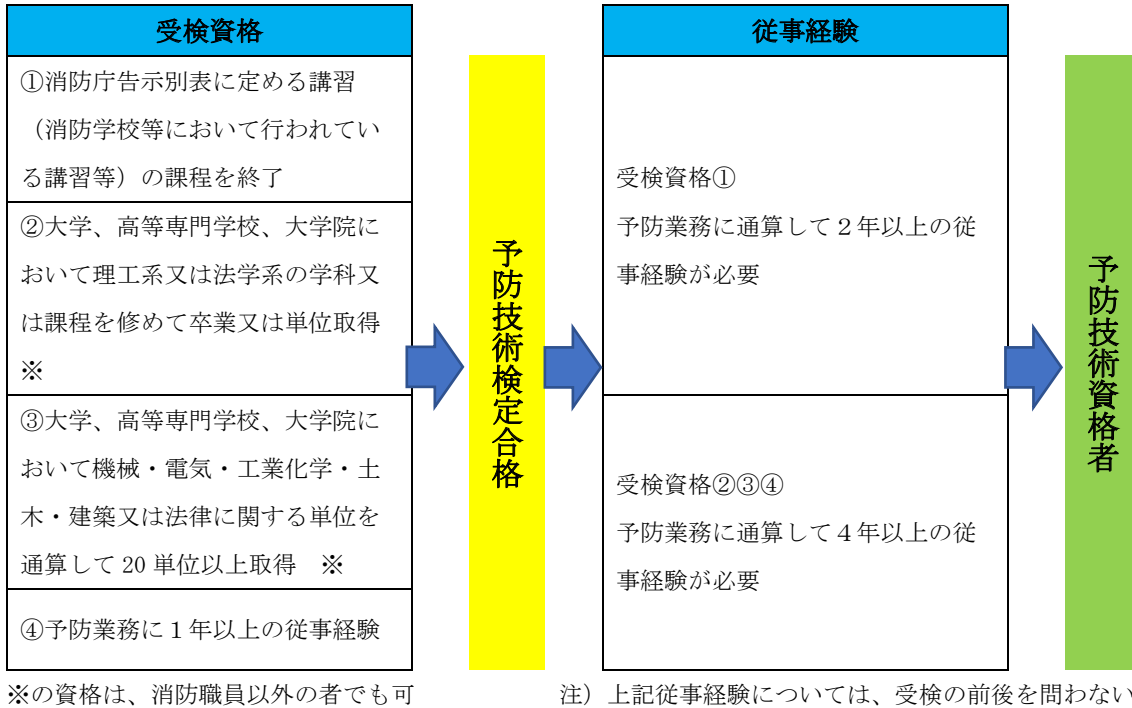 受検資格
①消防庁告示別表に定める講習
（消防学校等において行われてい
る講習等）の課程を終了
②大学、高等専門学校、大学院に
おいて理工系又は法学系の学科又
は課程を修めて卒業又は単位取得
※
③大学、高等専門学校、大学院に
おいて機械・電気・工業化学・土
木・建築又は法律に関する単位を
通算して 20 単位以上取得　※
④予防業務に１年以上の従事経験
※の資格は、消防職員以外の者でも可
予防技術検定合格
従事経験
受検資格①
予防業務に通算して２年以上の従
事経験が必要
受検資格②③④
予防業務に通算して４年以上の従
事経験が必要
注）上記従事経験については、受検の前後を問わない
予防技術資格者